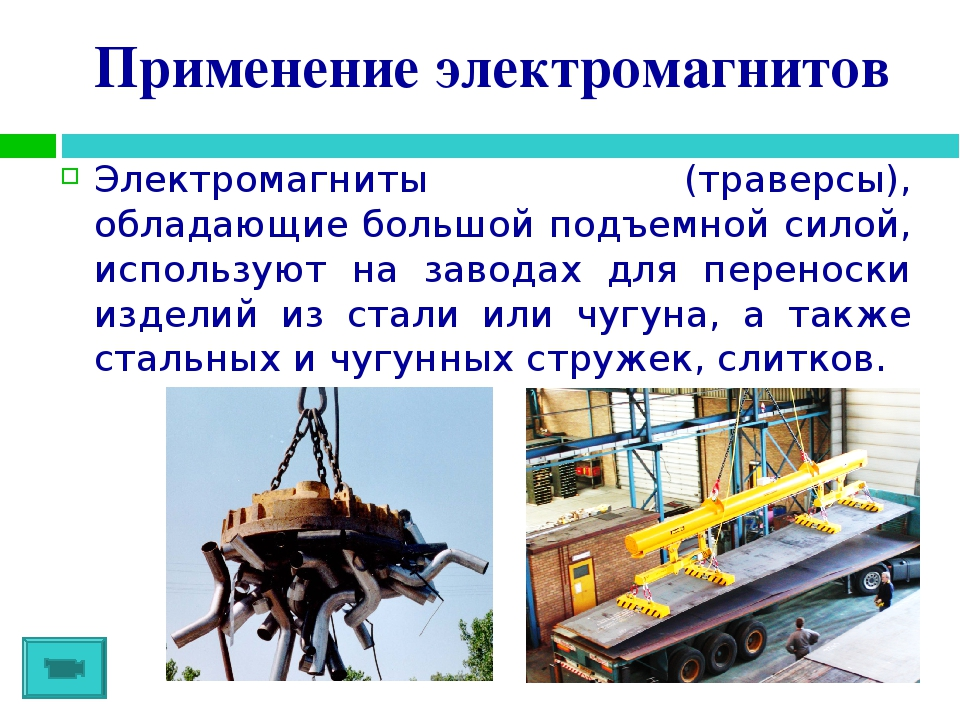 Применение электромагнитов
Электромагниты (траверсы),
обладающие большой подъемной силой,
используют на заводах для переноски
изделий из стали или чугуна, а также
стальных и чугунных стружек, слитков.